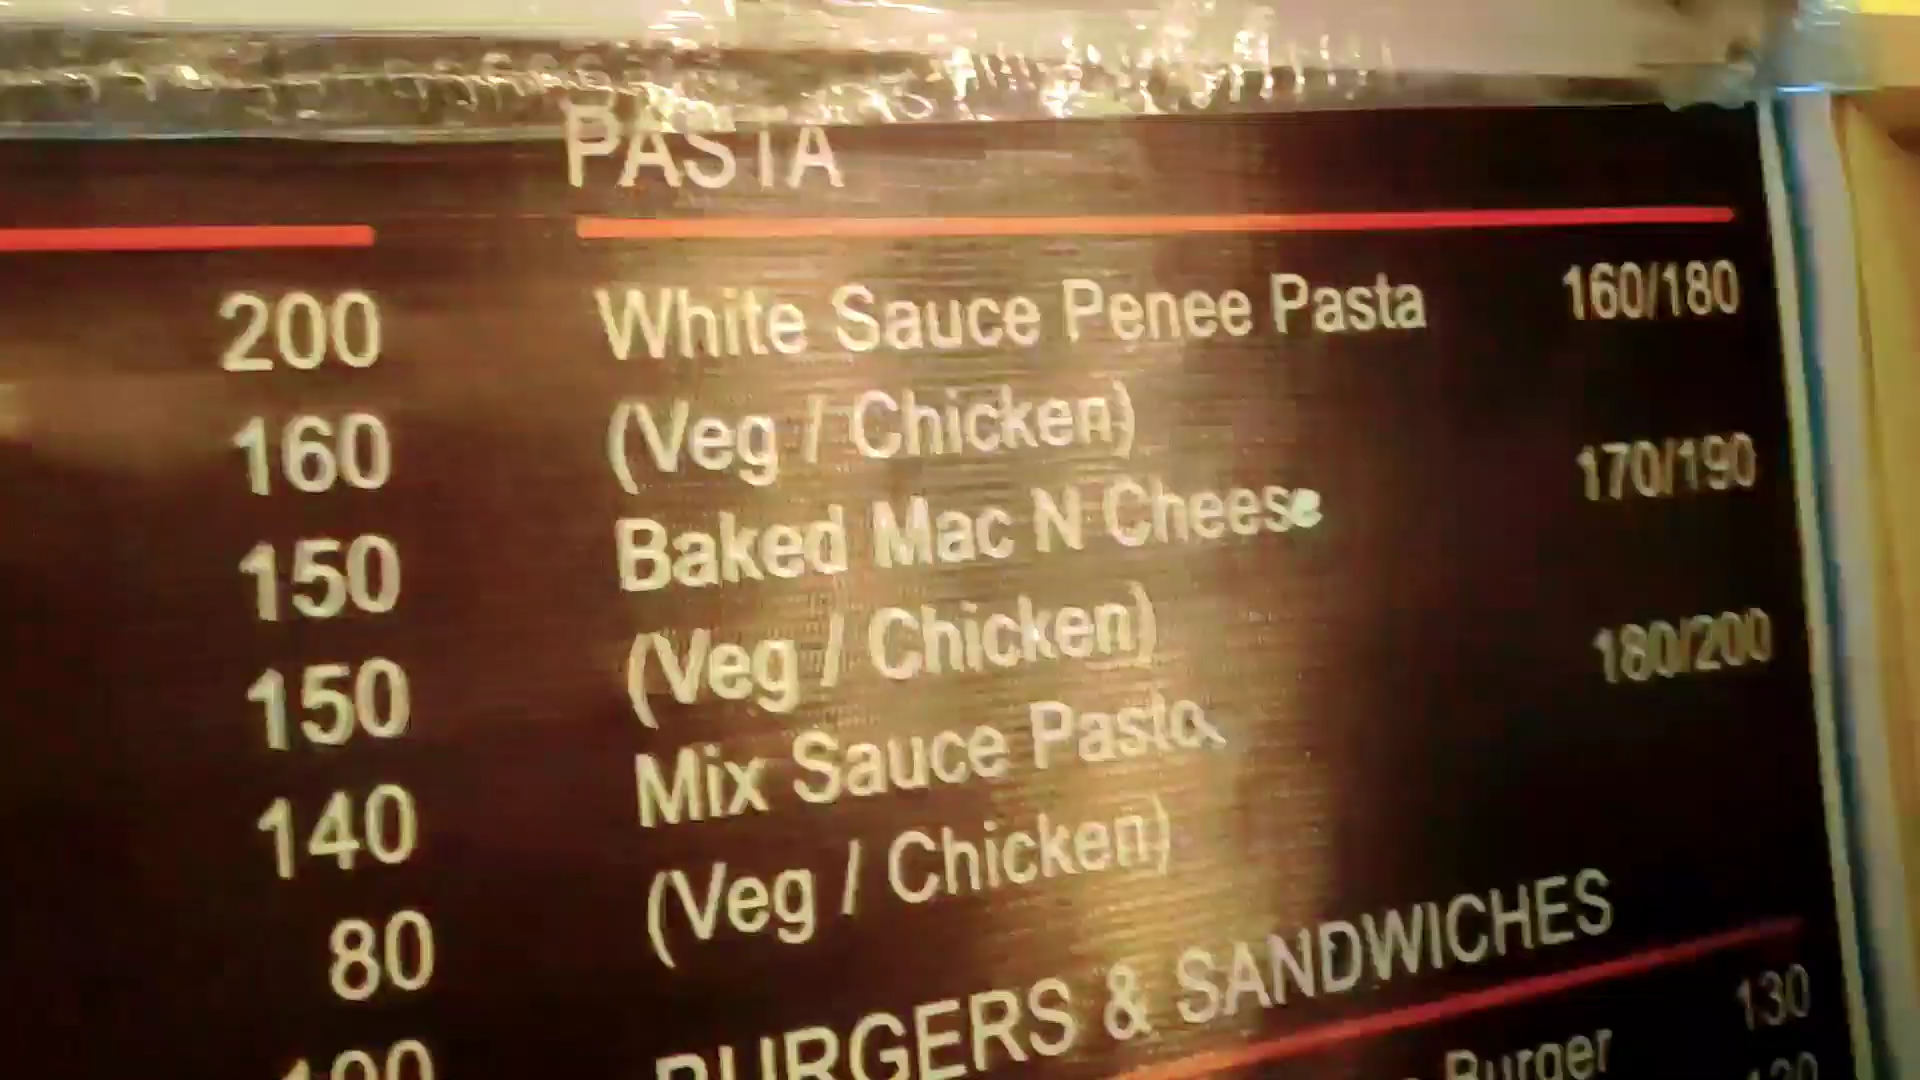 PASTA
200
White Sauce Penee Pasta 160/180
160
(Veg / Chicken)
150
Baked Mac N Cheese 170/190
150
(Veg / Chicken)
140
Mix Sauce Pasta 180/200
80
(Veg / Chicken)
BURGERS & SANDWICHES
130
Burger